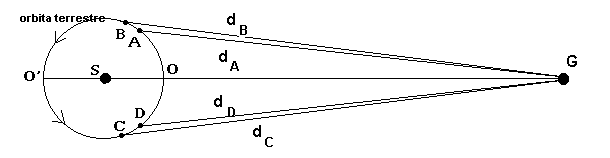 orbita terrestre
d B
B A
d A
G
O' S O
D d D
C
d C